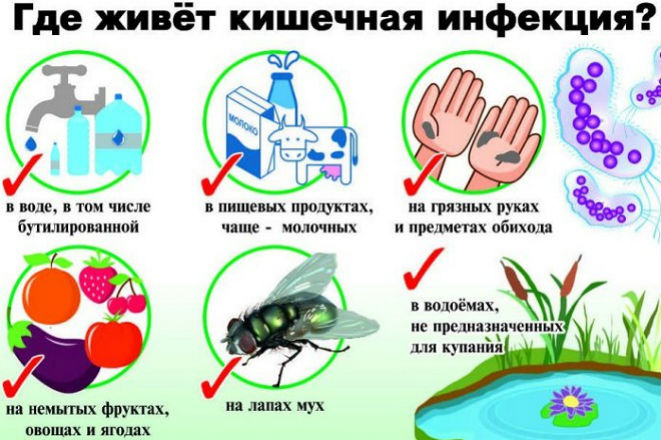 Где живёт кишечная инфекция?
МОЛОКО
в воде, в том числе
бутилированной
в пищевых продуктах,
чаще - молочных
на грязных руках
и предметах обихода
на немытых фруктах,
овощах и ягодах
на лапах мух
в водоёмах,
не предназначенных
для купания